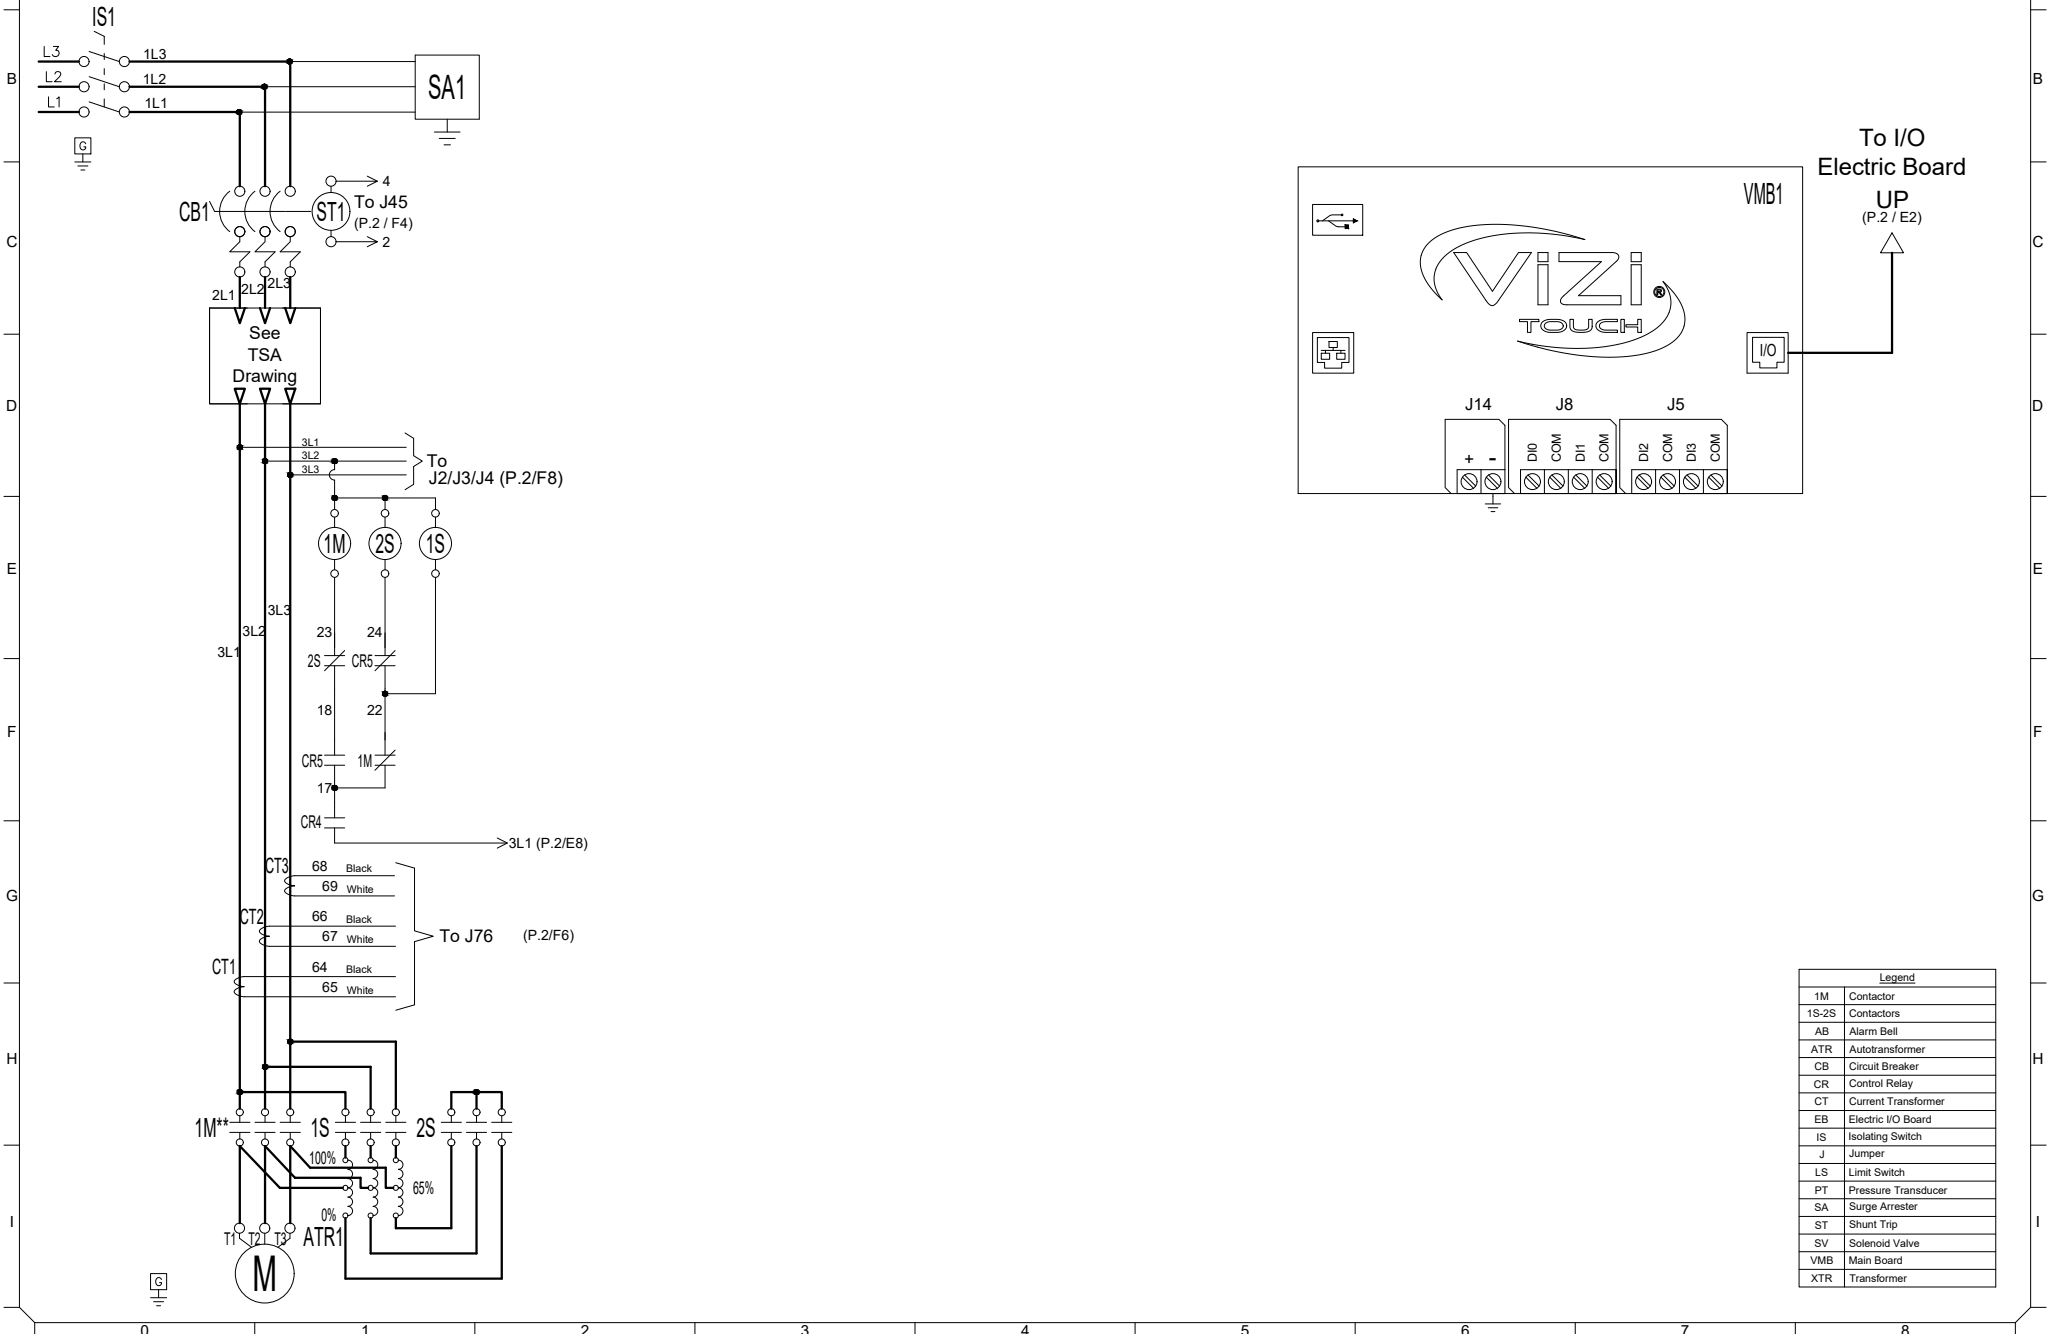 IS1
L3 1L3
L2 1L2
L1 1L1
SA1
G
B
B
CB1
ST1
4
To J45
(P.2 / F4)
2
C
C
2L1 2L2 2L3
See
TSA
Drawing
D
D
3L1
3L2
3L3
To
J2/J3/J4 (P.2/F8)
1M 2S 1S
E
E
3L3
3L2
3L1
23 24
2S CR5
18 22
F
F
CR5 1M
17
CR4
3L1 (P.2/E8)
CT3 68 Black
69 White
G
G
CT2 66 Black
67 White
To J76 (P.2/F6)
CT1 64 Black
65 White
H
H
1M** 1S 2S
100%
65%
0%
ATR1
I
I
T1 T2 T3
M
G
To I/O
Electric Board
UP
(P.2 / E2)
VMB1
ViZi ®
TOUCH
I/O
J14 J8 J5
+ - DI0 COM DI1 COM DI2 COM DI3 COM
Legend
1M Contactor
1S-2S Contactors
AB Alarm Bell
ATR Autotransformer
CB Circuit Breaker
CR Control Relay
CT Current Transformer
EB Electric I/O Board
IS Isolating Switch
J Jumper
LS Limit Switch
PT Pressure Transducer
SA Surge Arrester
ST Shunt Trip
SV Solenoid Valve
VMB Main Board
XTR Transformer
0 1 2 3 4 5 6 7 8